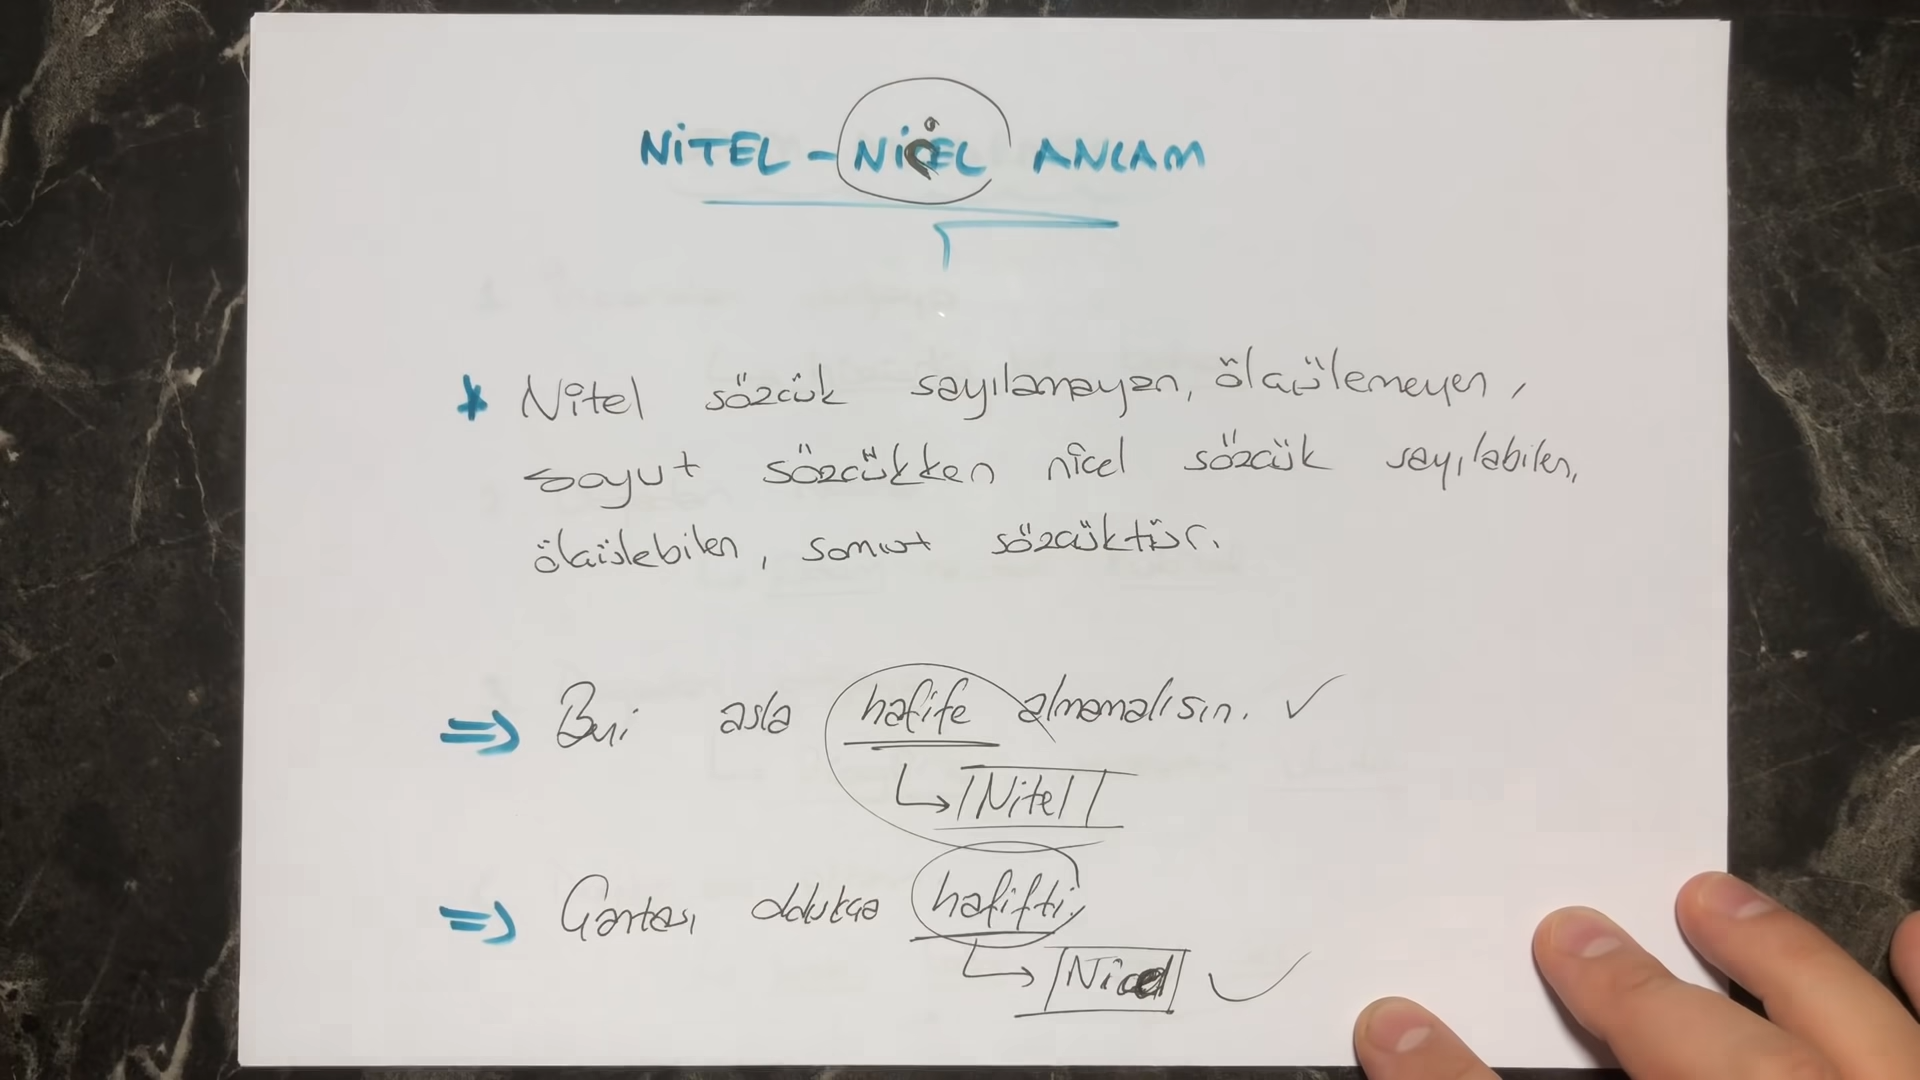 NİTEL - NİCEL ANLAM
* Nitel sözcük sayılamayan, ölçülemeyen,
soyut sözcükken nicel sözcük sayılabilen,
ölçülebilen, somut sözcüktür.
⇒ Beni asla hafife almamalısın. ✓
↳ Nitel
⇒ Çantası oldukça hafifti.
↳ Nicel ✓